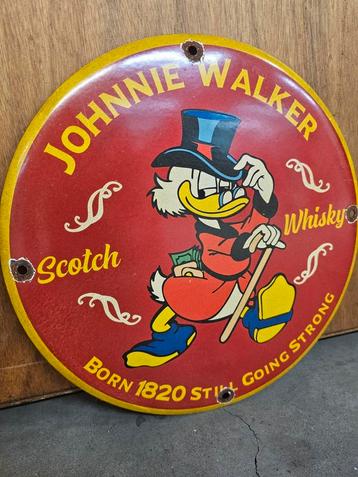 JOHNNIE WALKER
Scotch Whisky
BORN 1820 STILL GOING STRONG